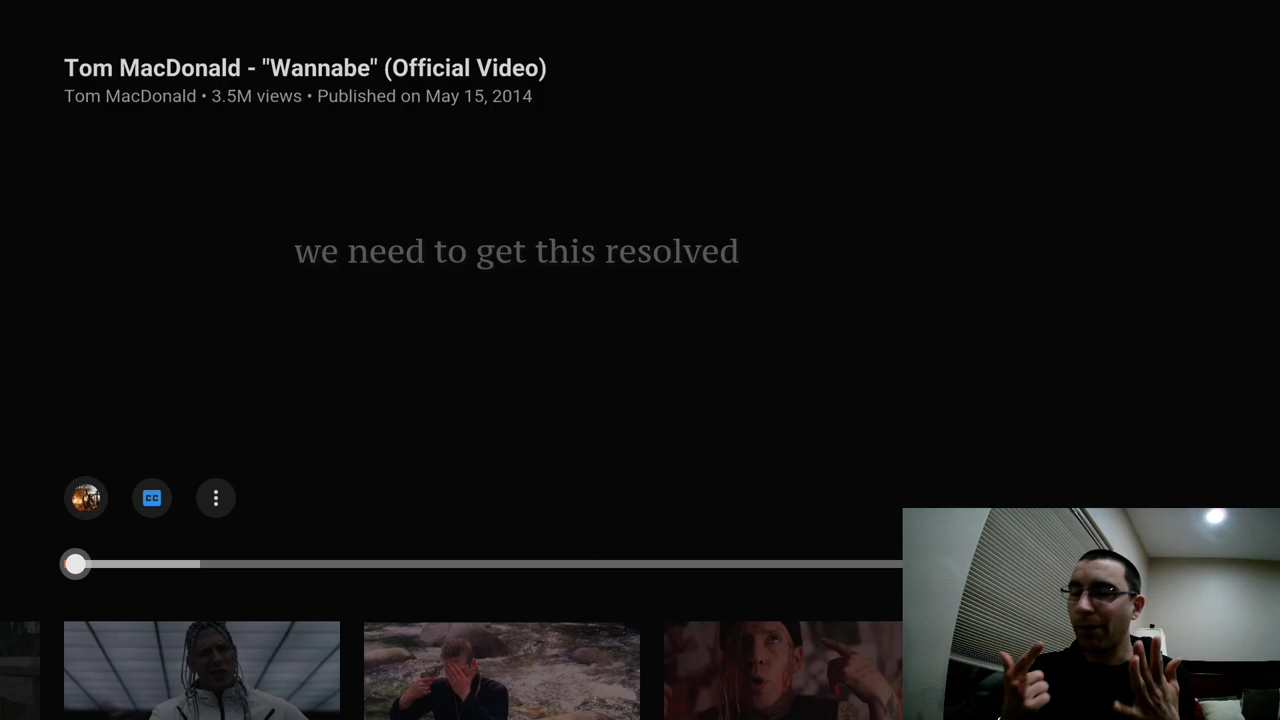 Tom MacDonald - "Wannabe" (Official Video)
Tom MacDonald • 3.5M views • Published on May 15, 2014
we need to get this resolved
CC